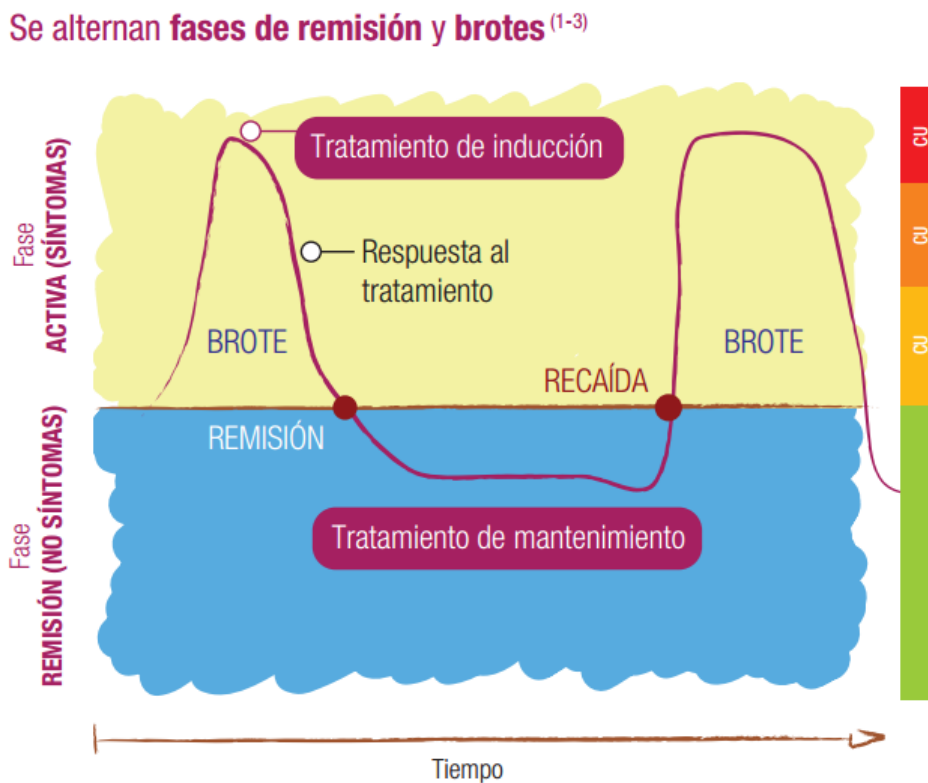 Se alternan fases de remisión y brotes (1-3)
Fase
ACTIVA (SÍNTOMAS)
Tratamiento de inducción
Respuesta al
tratamiento
BROTE
BROTE
RECAÍDA
REMISIÓN
Fase
REMISIÓN (NO SÍNTOMAS)
Tratamiento de mantenimiento
Tiempo
CU
CU
CU